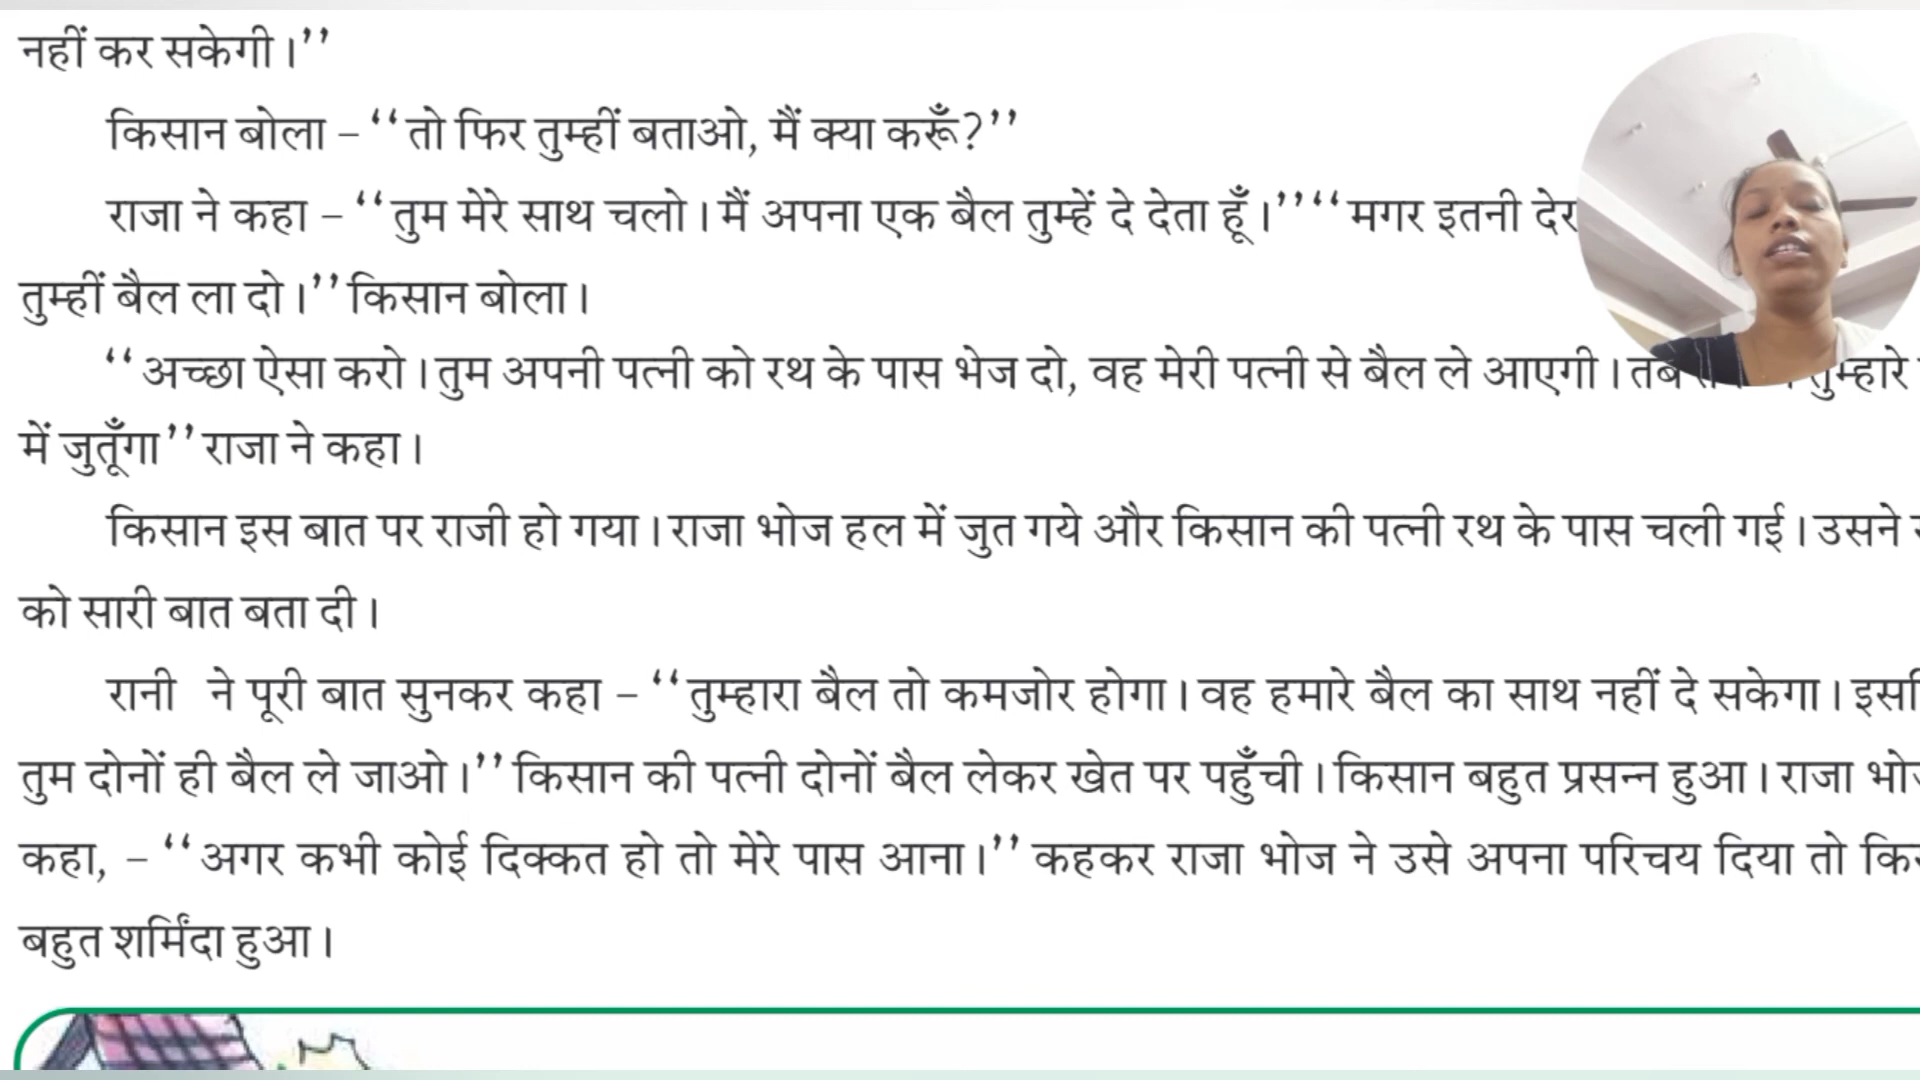 नहीं कर सकेगी।’’
किसान बोला – ‘‘तो फिर तुम्हीं बताओ, मैं क्या करूँ?’’
राजा ने कहा – ‘‘तुम मेरे साथ चलो। मैं अपना एक बैल तुम्हें दे देता हूँ।’’ ‘‘मगर इतनी देर
तुम्हीं बैल ला दो।’’ किसान बोला।
‘‘अच्छा ऐसा करो। तुम अपनी पत्नी को रथ के पास भेज दो, वह मेरी पत्नी से बैल ले आएगी। तब तुम्हारे
में जुतूँगा’’ राजा ने कहा।
किसान इस बात पर राजी हो गया। राजा भोज हल में जुत गये और किसान की पत्नी रथ के पास चली गई। उसने
को सारी बात बता दी।
रानी ने पूरी बात सुनकर कहा – ‘‘तुम्हारा बैल तो कमजोर होगा। वह हमारे बैल का साथ नहीं दे सकेगा।
तुम दोनों ही बैल ले जाओ।’’ किसान की पत्नी दोनों बैल लेकर खेत पर पहुँची। किसान बहुत प्रसन्न हुआ। राजा
कहा, – ‘‘अगर कभी कोई दिक्कत हो तो मेरे पास आना।’’ कहकर राजा भोज ने उसे अपना परिचय दिया तो
बहुत शर्मिंदा हुआ।